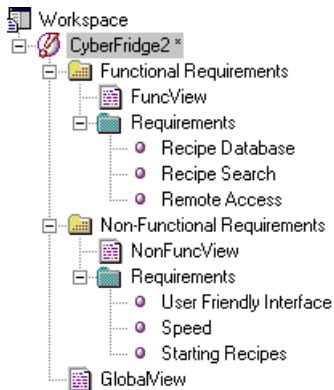 Workspace
CyberFridge2 *
Functional Requirements
FuncView
Requirements
Recipe Database
Recipe Search
Remote Access
Non-Functional Requirements
NonFuncView
Requirements
User Friendly Interface
Speed
Starting Recipes
GlobalView